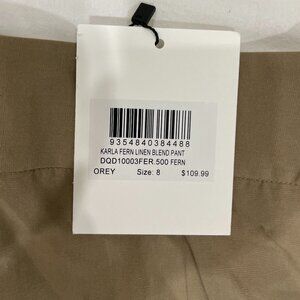 9354840384488
KARLA FERN LINEN BLEND PANT
DQD10003FER.500 FERN
OREY Size: 8 $109.99